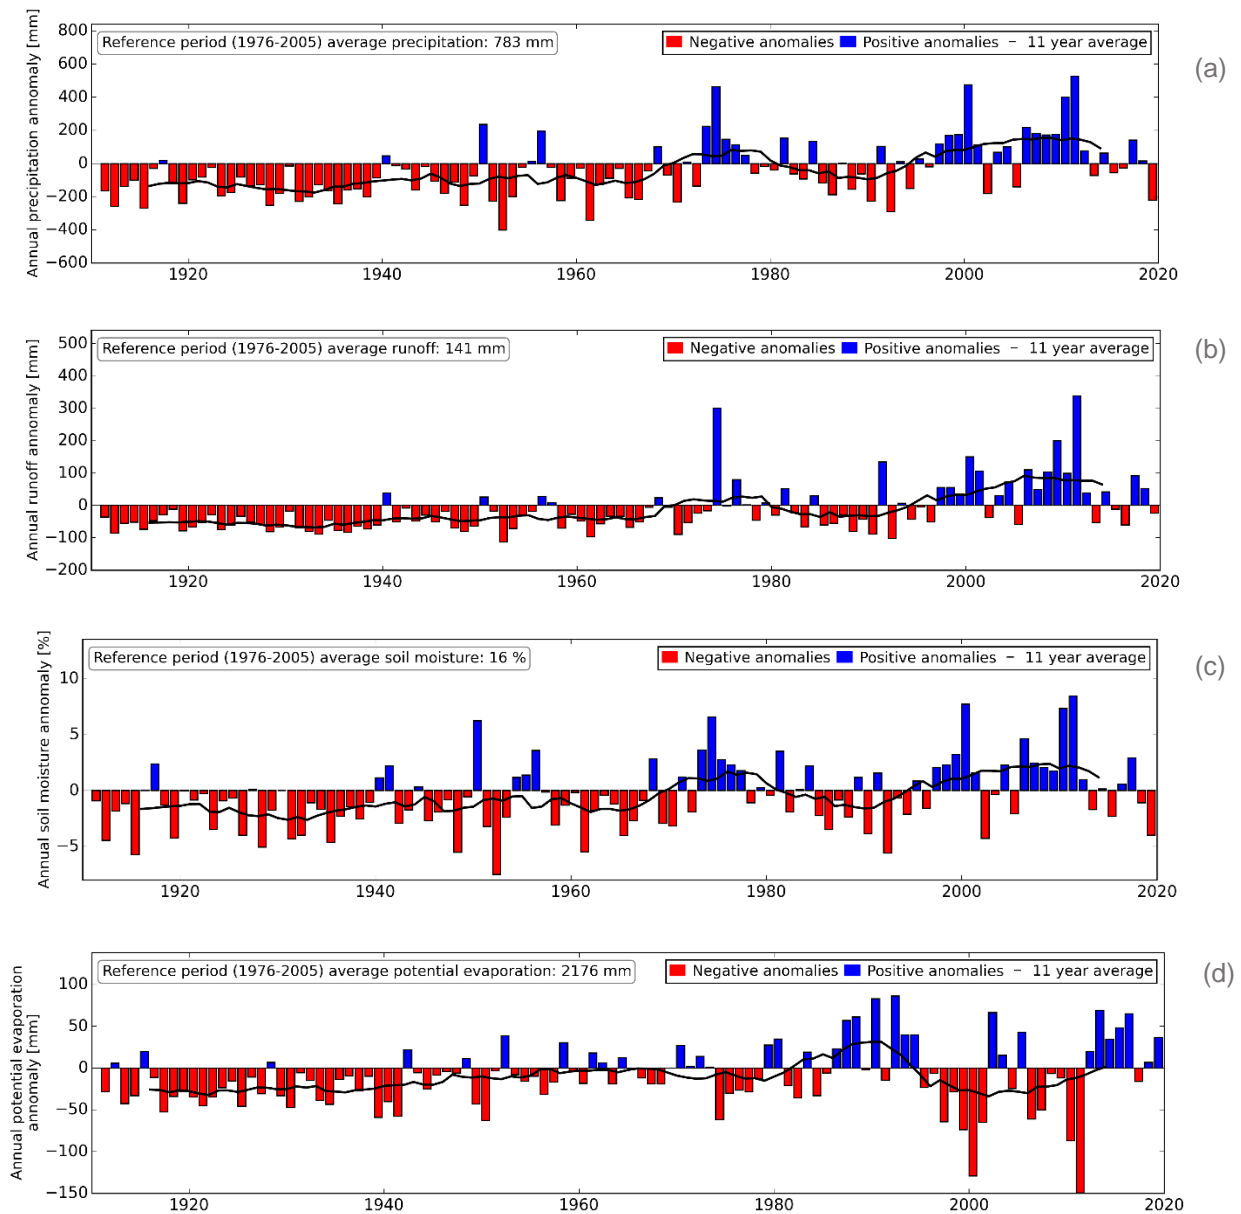 Annual precipitation annomaly [mm]
800
600
400
200
0
−200
−400
−600
Reference period (1976-2005) average precipitation: 783 mm
Negative anomalies Positive anomalies – 11 year average
(a)
1920 1940 1960 1980 2000 2020
Annual runoff annomaly [mm]
500
400
300
200
100
0
−100
−200
Reference period (1976-2005) average runoff: 141 mm
Negative anomalies Positive anomalies – 11 year average
(b)
1920 1940 1960 1980 2000 2020
Annual soil moisture annomaly [%]
10
5
0
−5
Reference period (1976-2005) average soil moisture: 16 %
Negative anomalies Positive anomalies – 11 year average
(c)
1920 1940 1960 1980 2000 2020
Annual potential evaporation
annomaly [mm]
100
50
0
−50
−100
−150
Reference period (1976-2005) average potential evaporation: 2176 mm
Negative anomalies Positive anomalies – 11 year average
(d)
1920 1940 1960 1980 2000 2020